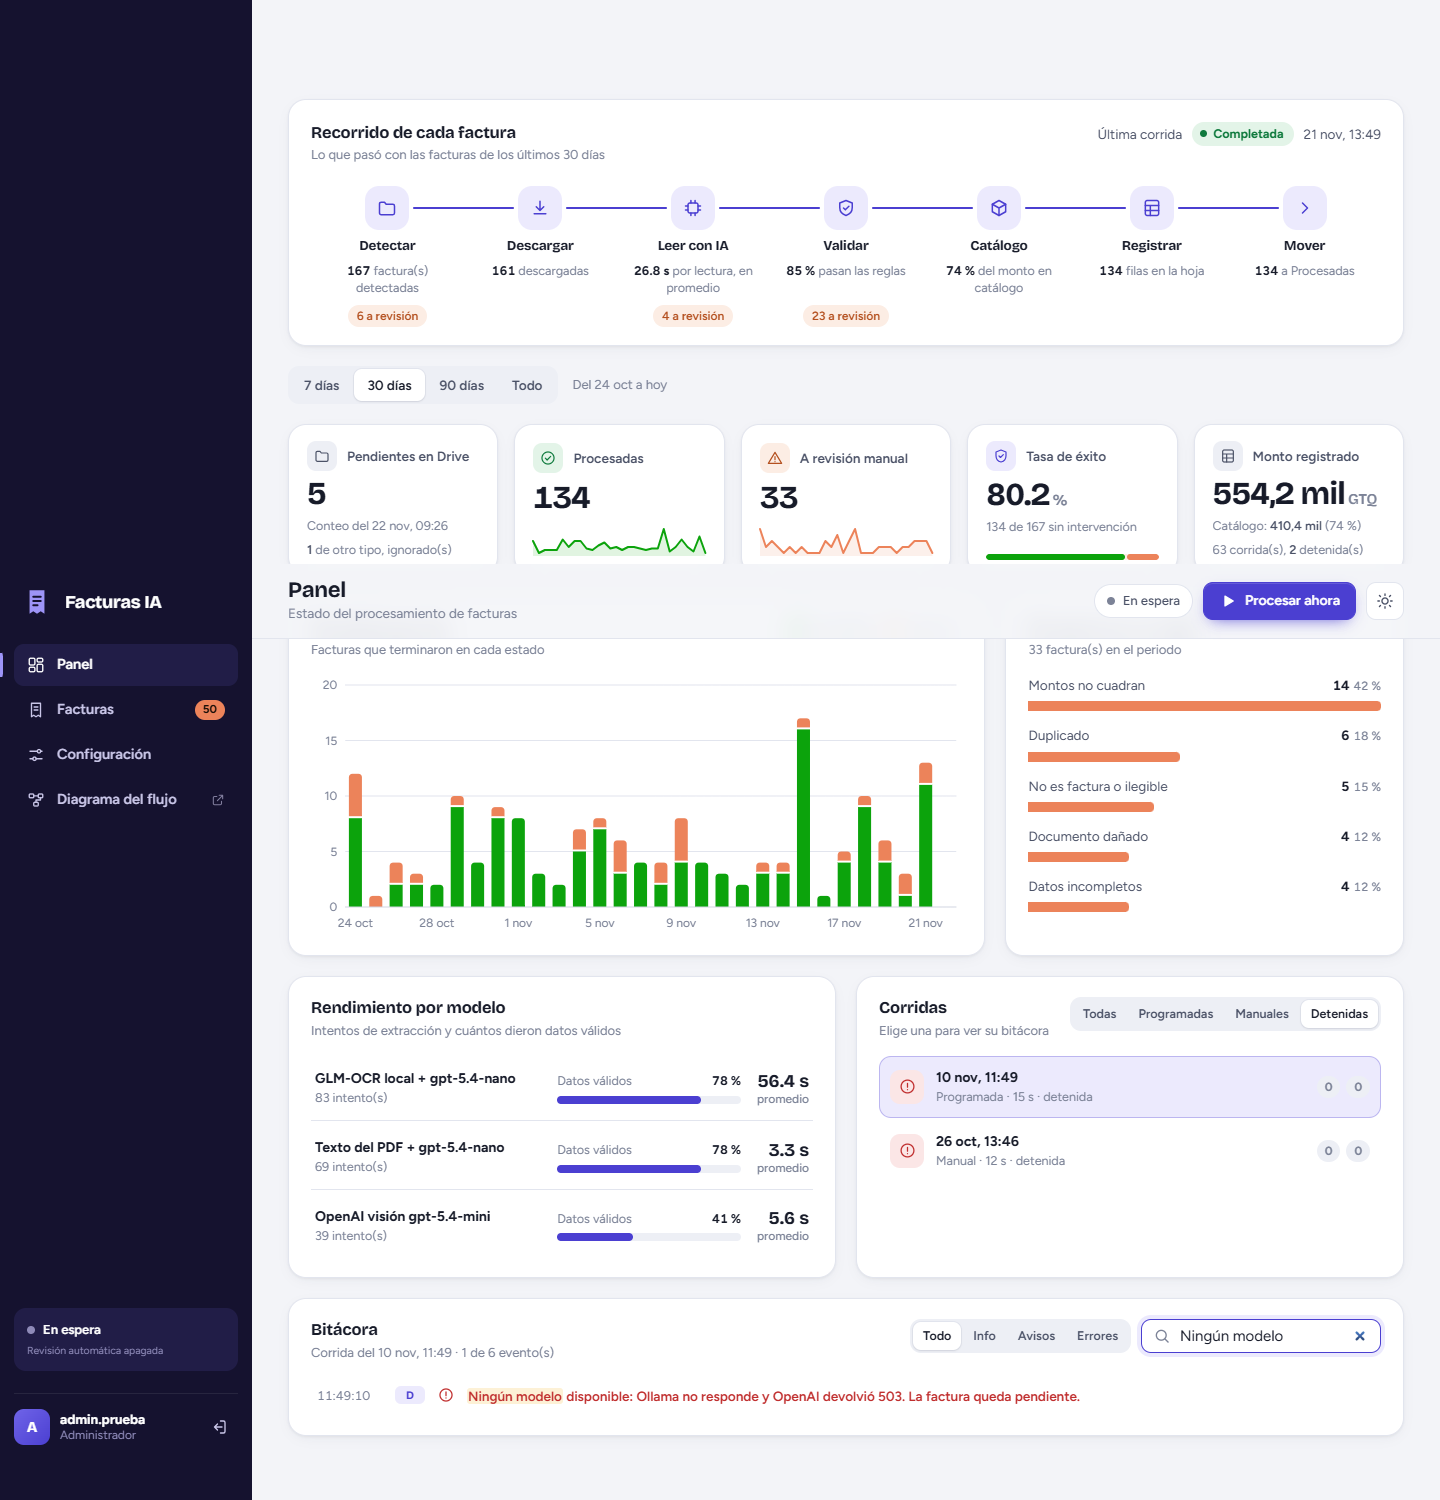 Recorrido de cada factura
Lo que pasó con las facturas de los últimos 30 días
Última corrida
Completada
21 nov, 13:49
Detectar
167 factura(s) detectadas
6 a revisión
Descargar
161 descargadas
Leer con IA
26.8 s por lectura, en promedio
4 a revisión
Validar
85 % pasan las reglas
23 a revisión
Catálogo
74 % del monto en catálogo
Registrar
134 filas en la hoja
Mover
134 a Procesadas
7 días
30 días
90 días
Todo
Del 24 oct a hoy
Pendientes en Drive
5
Conteo del 22 nov, 09:26
1 de otro tipo, ignorado(s)
Procesadas
134
A revisión manual
33
Tasa de éxito
80.2 %
134 de 167 sin intervención
Monto registrado
554,2 mil GTQ
Catálogo: 410,4 mil (74 %)
63 corrida(s), 2 detenida(s)
Facturas IA
Panel
Facturas
50
Configuración
Diagrama del flujo
En espera
Revisión automática apagada
A
admin.prueba
Administrador
Panel
Estado del procesamiento de facturas
En espera
Procesar ahora
Facturas que terminaron en cada estado
20
15
10
5
0
24 oct
28 oct
1 nov
5 nov
9 nov
13 nov
17 nov
21 nov
33 factura(s) en el periodo
Montos no cuadran
14 42 %
Duplicado
6 18 %
No es factura o ilegible
5 15 %
Documento dañado
4 12 %
Datos incompletos
4 12 %
Rendimiento por modelo
Intentos de extracción y cuántos dieron datos válidos
GLM-OCR local + gpt-5.4-nano
83 intento(s)
Datos válidos
78 %
56.4 s
promedio
Texto del PDF + gpt-5.4-nano
69 intento(s)
Datos válidos
78 %
3.3 s
promedio
OpenAI visión gpt-5.4-mini
39 intento(s)
Datos válidos
41 %
5.6 s
promedio
Corridas
Elige una para ver su bitácora
Todas
Programadas
Manuales
Detenidas
10 nov, 11:49
Programada · 15 s · detenida
0
0
26 oct, 13:46
Manual · 12 s · detenida
0
0
Bitácora
Corrida del 10 nov, 11:49 · 1 de 6 evento(s)
Todo
Info
Avisos
Errores
Ningún modelo
11:49:10
D
Ningún modelo disponible: Ollama no responde y OpenAI devolvió 503. La factura queda pendiente.